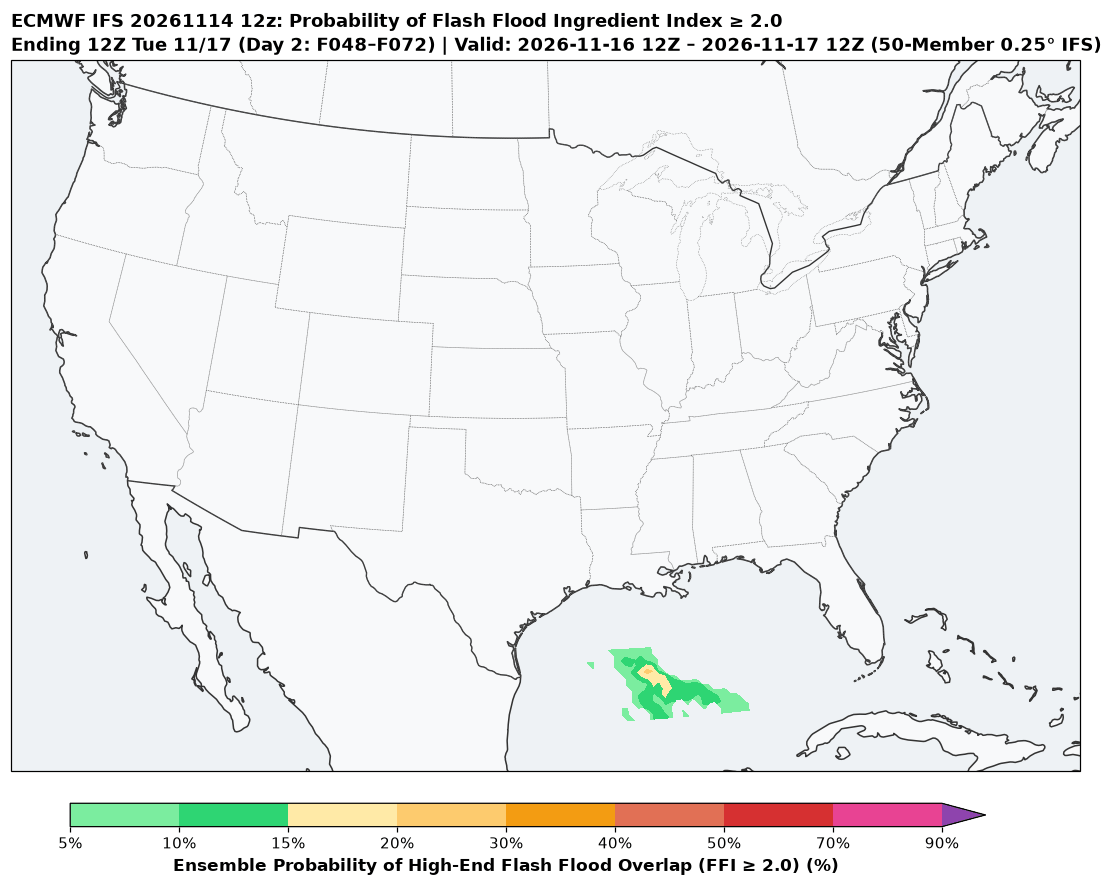 ECMWF IFS 20261114 12z: Probability of Flash Flood Ingredient Index ≥ 2.0
Ending 12Z Tue 11/17 (Day 2: F048–F072) | Valid: 2026-11-16 12Z – 2026-11-17 12Z (50-Member 0.25° IFS)
5% 10% 15% 20% 30% 40% 50% 70% 90%
Ensemble Probability of High-End Flash Flood Overlap (FFI ≥ 2.0) (%)